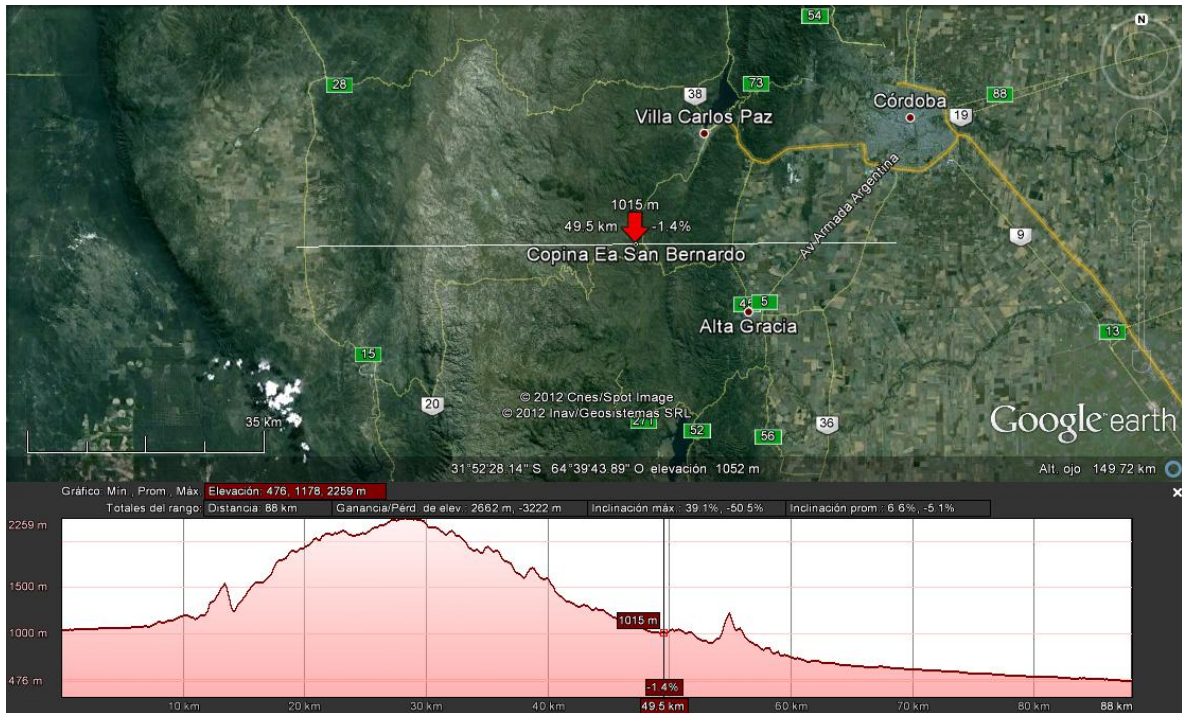 54
N
28
73
88
38
Córdoba
Villa Carlos Paz
19
Av Armada Argentina
1015 m
49.5 km -1.4%
9
Copina Ea San Bernardo
45 5
Alta Gracia
13
15
© 2012 Cnes/Spot Image
20
© 2012 Inav/Geosistemas SRL
35 km
271
52
56
36
Google earth
31°52'28.14" S 64°39'43.89" O elevación 1052 m
Alt. ojo 149.72 km
Gráfico: Mín., Prom., Máx. Elevación: 476, 1178, 2259 m
Totales del rango: Distancia: 88 km Ganancia/Pérd. de elev.: 2662 m, -3222 m Inclinación máx.: 39.1%, -50.5% Inclinación prom.: 6.6%, -5.1%
2259 m
1500 m
1015 m
1000 m
476 m
-1.4%
10 km 20 km 30 km 40 km 49.5 km 60 km 70 km 80 km 88 km